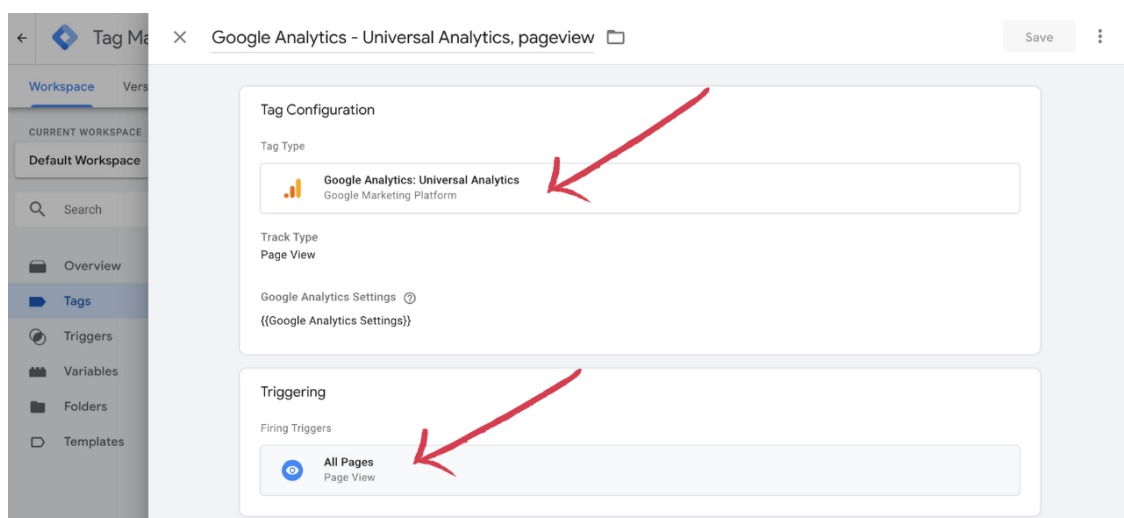 Tag Ma
Google Analytics - Universal Analytics, pageview
Save
Workspace Vers
CURRENT WORKSPACE
Default Workspace
Search
Overview
Tags
Triggers
Variables
Folders
Templates
Tag Configuration
Tag Type
Google Analytics: Universal Analytics
Google Marketing Platform
Track Type
Page View
Google Analytics Settings
{{Google Analytics Settings}}
Triggering
Firing Triggers
All Pages
Page View